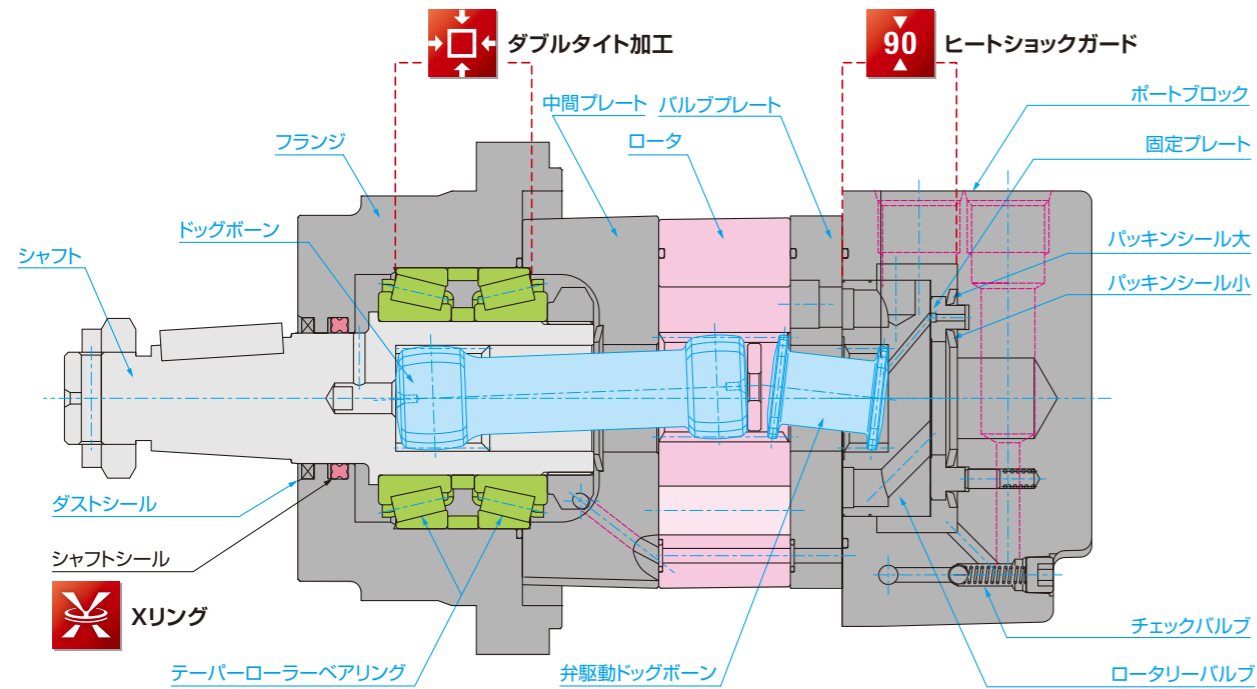 ダブルタイト加工
90
ヒートショックガード
中間プレート
バルブプレート
ポートブロック
フランジ
ロータ
固定プレート
ドッグボーン
パッキンシール大
シャフト
パッキンシール小
ダストシール
シャフトシール
Xリング
チェックバルブ
テーパーローラーベアリング
弁駆動ドッグボーン
ロータリーバルブ